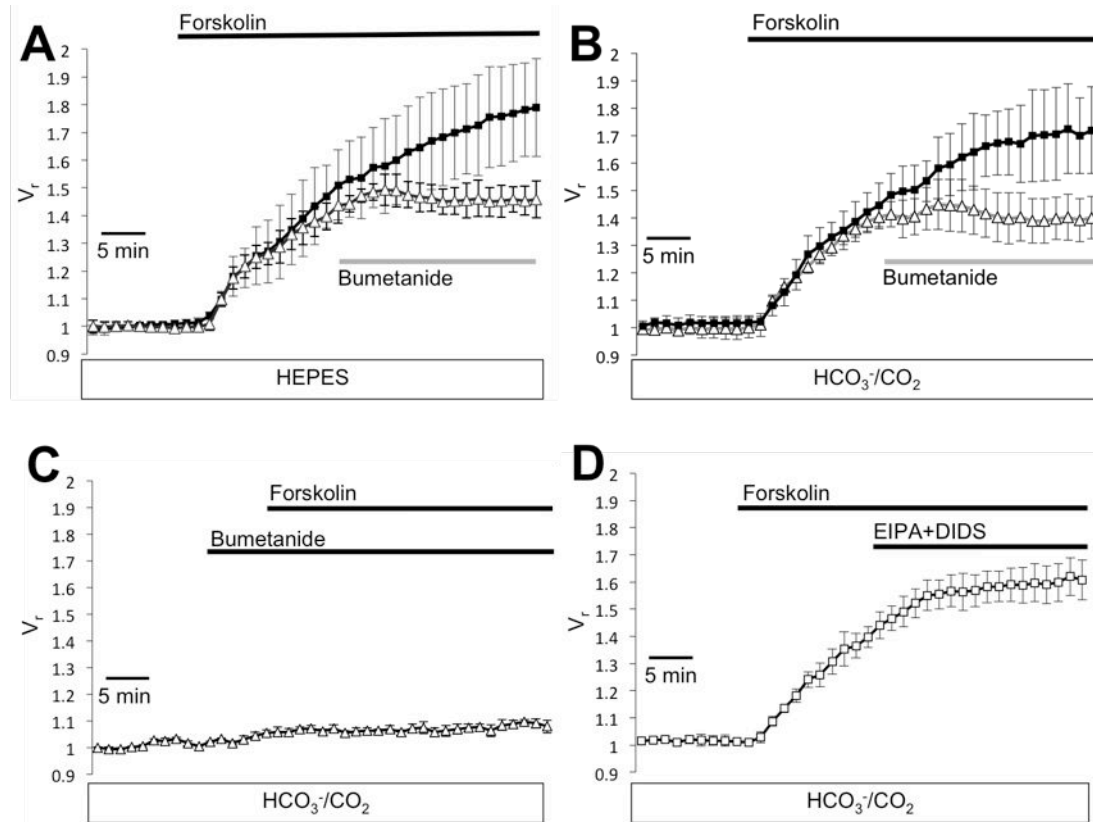 A
Forskolin
2
1.9
1.8
1.7
1.6
1.5
1.4
1.3
1.2
1.1
1
0.9
Vr
5 min
Bumetanide
HEPES
B
Forskolin
2
1.9
1.8
1.7
1.6
1.5
1.4
1.3
1.2
1.1
1
0.9
Vr
5 min
Bumetanide
HCO₃⁻/CO₂
C
Forskolin
Bumetanide
2
1.9
1.8
1.7
1.6
1.5
1.4
1.3
1.2
1.1
1
0.9
Vr
5 min
HCO₃⁻/CO₂
D
Forskolin
EIPA+DIDS
2
1.9
1.8
1.7
1.6
1.5
1.4
1.3
1.2
1.1
1
0.9
Vr
5 min
HCO₃⁻/CO₂